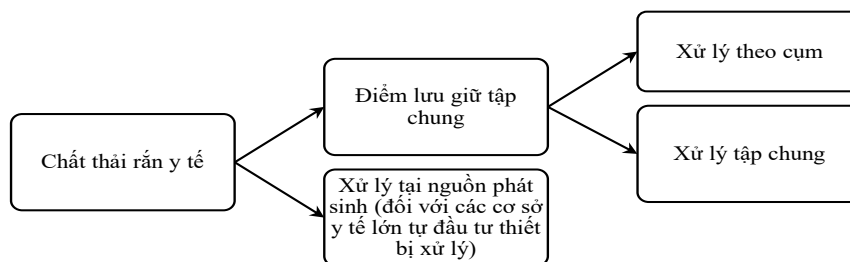 Chất thải rắn y tế
Điểm lưu giữ tập
chung
Xử lý tại nguồn phát
sinh (đối với các cơ sở
y tế lớn tự đầu tư thiết
bị xử lý)
Xử lý theo cụm
Xử lý tập chung